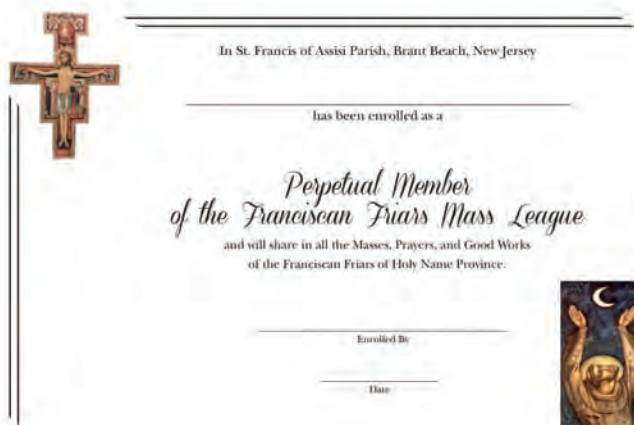 In St. Francis of Assisi Parish, Brant Beach, New Jersey
has been enrolled as a
Perpetual Member
of the Franciscan Friars Mass League
and will share in all the Masses, Prayers, and Good Works
of the Franciscan Friars of Holy Name Province.
Enrolled By
Date